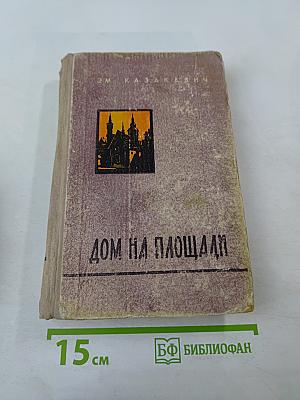 ЭМ. КАЗАКЕВИЧ
ДОМ НА ПЛОЩАДИ
15 см
БФ БИБЛИОФАН